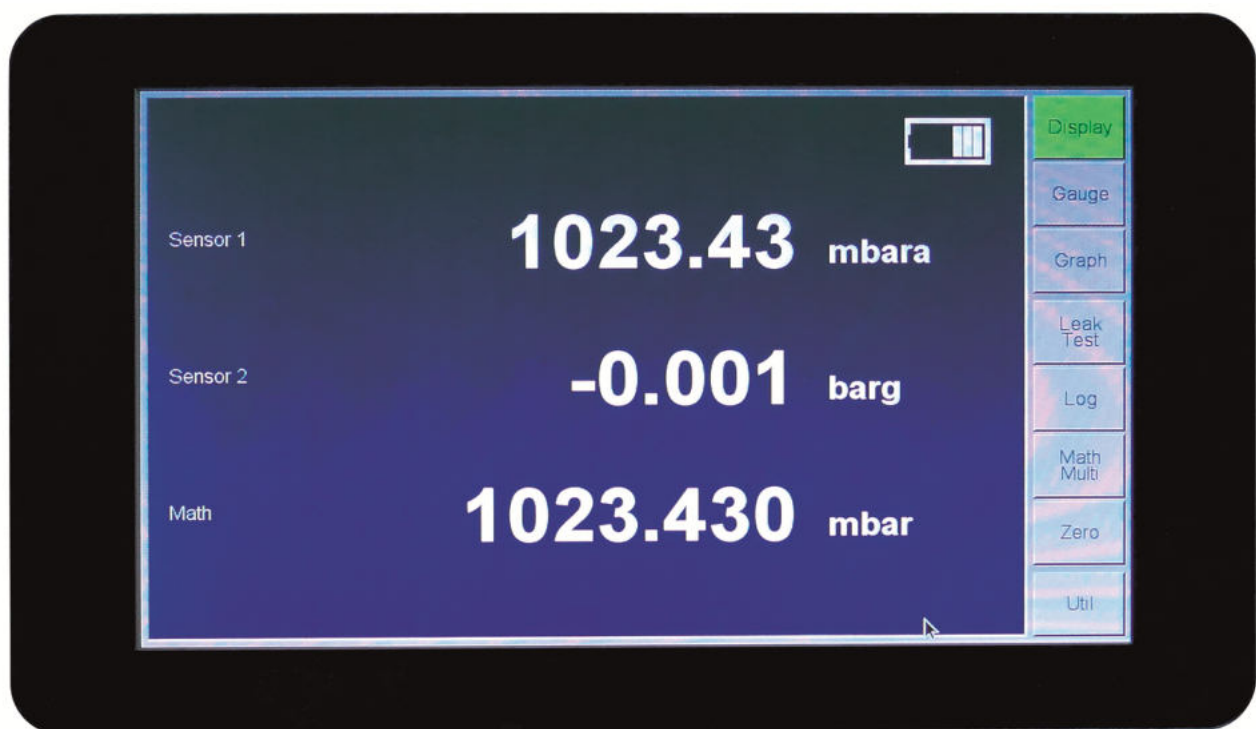 Display
Gauge
Sensor 1 1023.43 mbara
Graph
Leak
Test
Sensor 2 -0.001 barg
Log
Math
Multi
Math 1023.430 mbar
Zero
Util